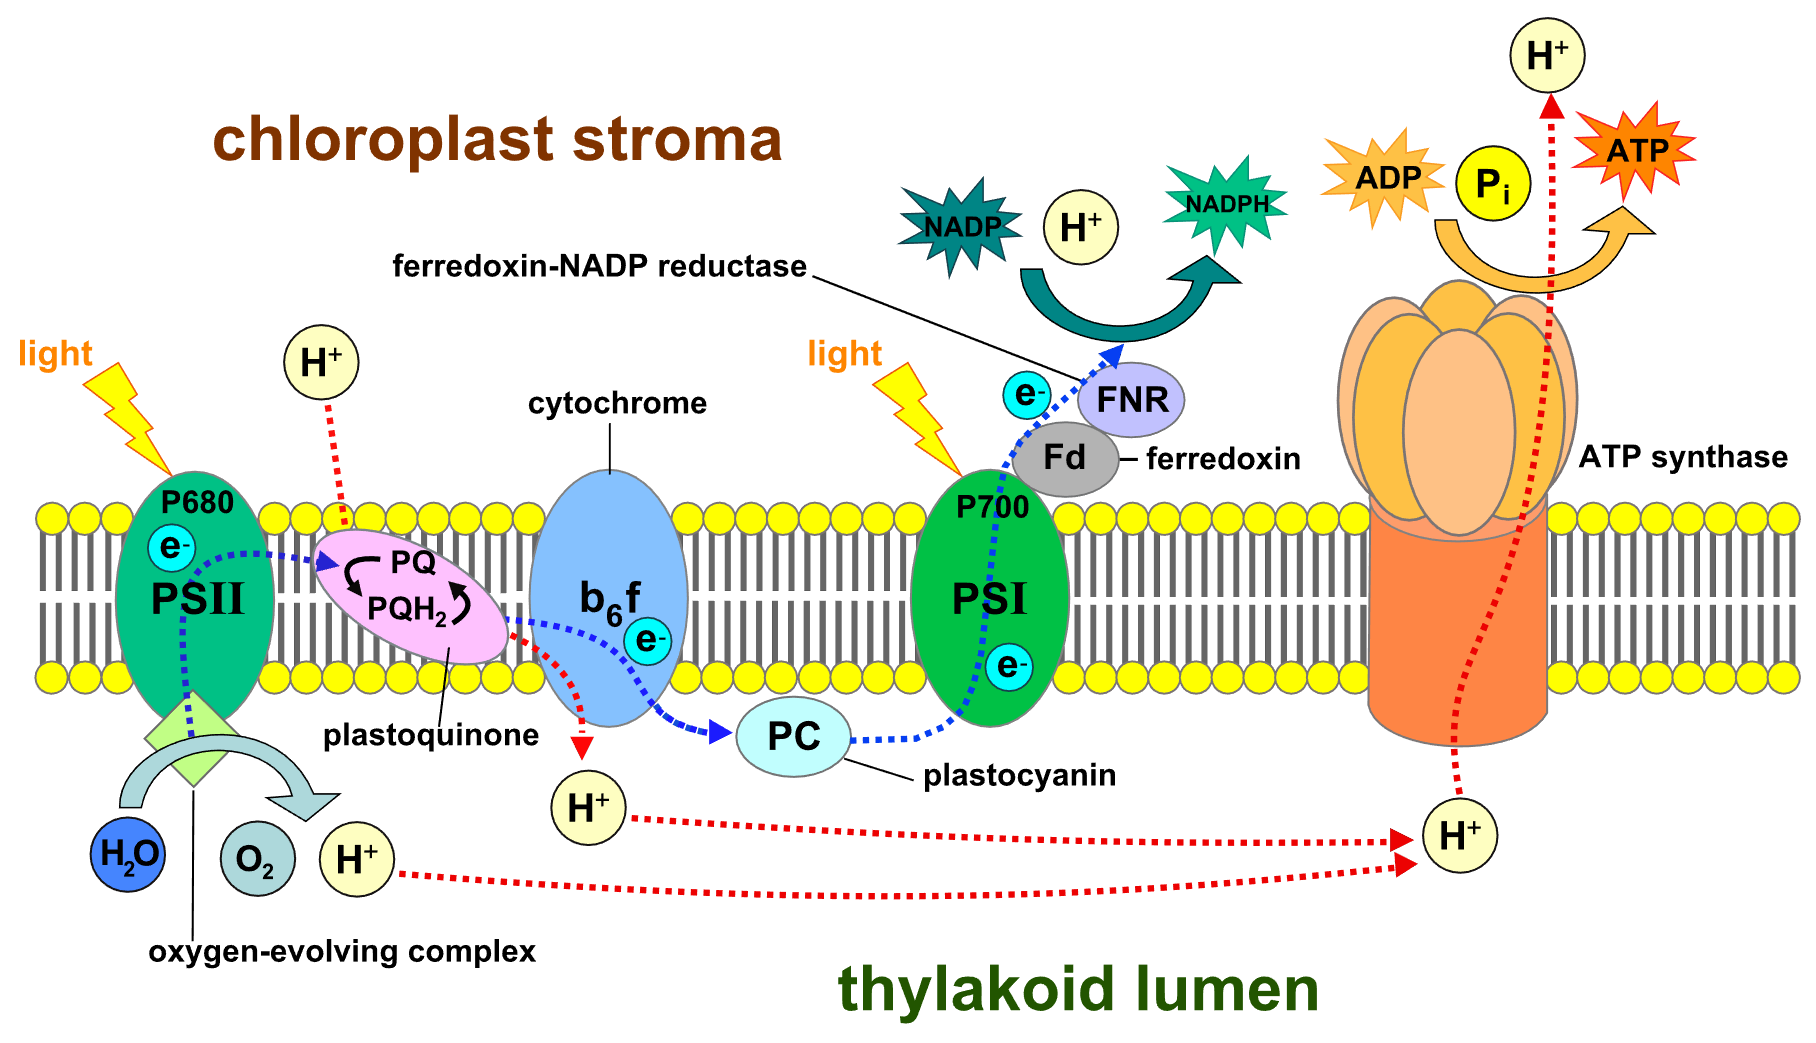 H⁺
chloroplast stroma
ADP
Pᵢ
ATP
NADP
H⁺
NADPH
ferredoxin-NADP reductase
light
H⁺
light
cytochrome
e⁻
FNR
Fd
ferredoxin
ATP synthase
P680
e⁻
PSII
PQ
PQH₂
b₆f
e⁻
P700
PSI
e⁻
plastoquinone
PC
plastocyanin
H₂O
O₂
H⁺
H⁺
H⁺
oxygen-evolving complex
thylakoid lumen